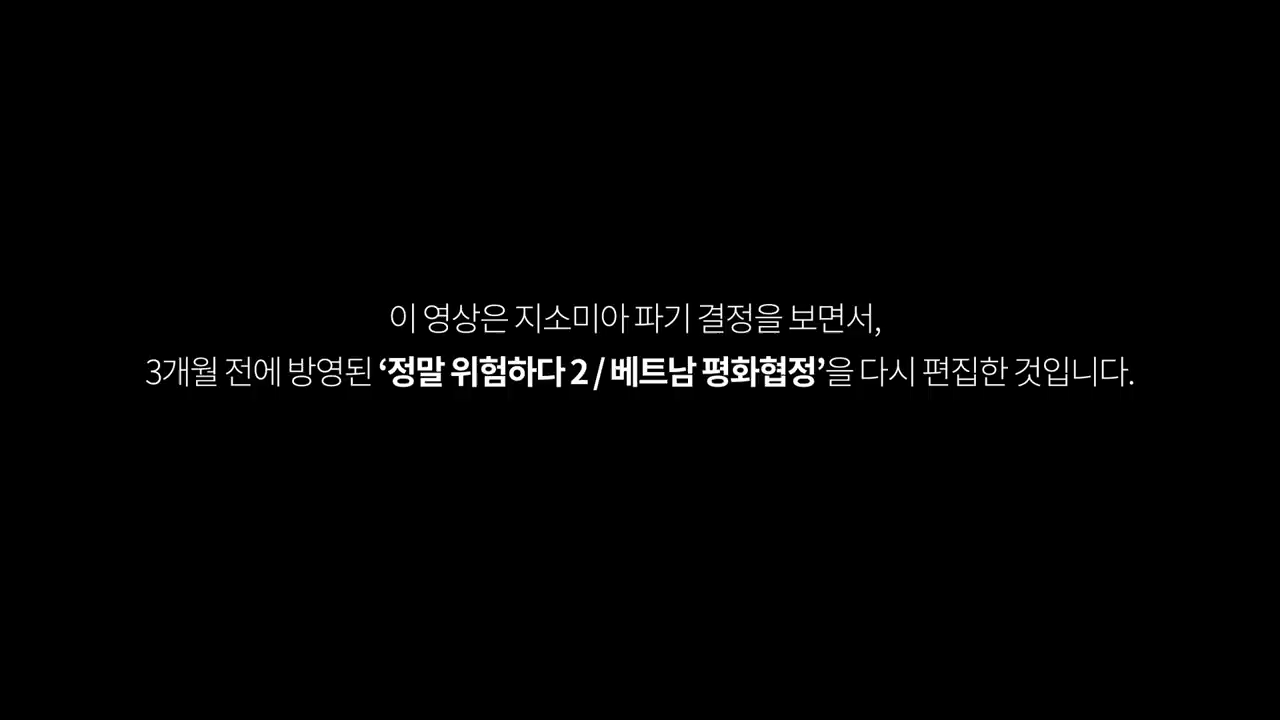 이 영상은 지소미아 파기 결정을 보면서,
3개월 전에 방영된 ‘정말 위험하다 2 / 베트남 평화협정’을 다시 편집한 것입니다.